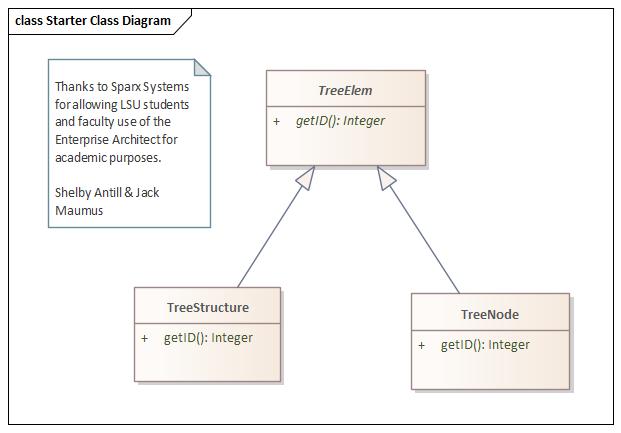 class Starter Class Diagram
Thanks to Sparx Systems
for allowing LSU students
and faculty use of the
Enterprise Architect for
academic purposes.
Shelby Antill & Jack
Maumus
TreeElem
+ getID(): Integer
TreeStructure
+ getID(): Integer
TreeNode
+ getID(): Integer